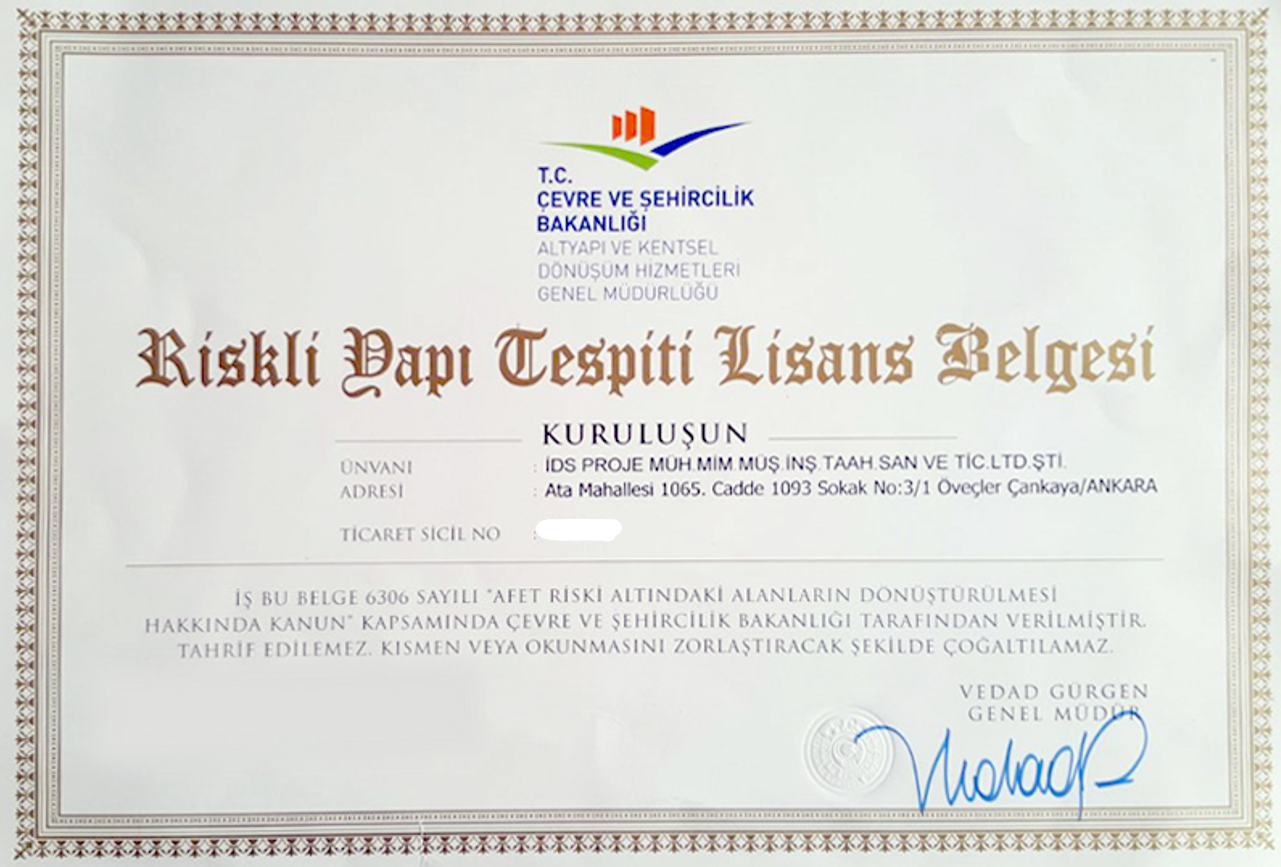 T.C.
ÇEVRE VE ŞEHİRCİLİK
BAKANLIĞI
ALTYAPI VE KENTSEL
DÖNÜŞÜM HİZMETLERİ
GENEL MÜDÜRLÜĞÜ
Riskli Yapı Tespiti Lisans Belgesi
KURULUŞUN
ÜNVANI : İDS PROJE MÜH.MİM.MÜŞ.İNŞ.TAAH.SAN VE TİC.LTD.ŞTİ.
ADRESİ : Ata Mahallesi 1065. Cadde 1093 Sokak No:3/1 Öveçler Çankaya/ANKARA
TİCARET SİCİL NO :
İŞ BU BELGE 6306 SAYILI "AFET RİSKİ ALTINDAKİ ALANLARIN DÖNÜŞTÜRÜLMESİ
HAKKINDA KANUN" KAPSAMINDA ÇEVRE VE ŞEHİRCİLİK BAKANLIĞI TARAFINDAN VERİLMİŞTİR.
TAHRİF EDİLEMEZ. KISMEN VEYA OKUNMASINI ZORLAŞTIRACAK ŞEKİLDE ÇOĞALTILAMAZ.
VEDAD GÜRGEN
GENEL MÜDÜR